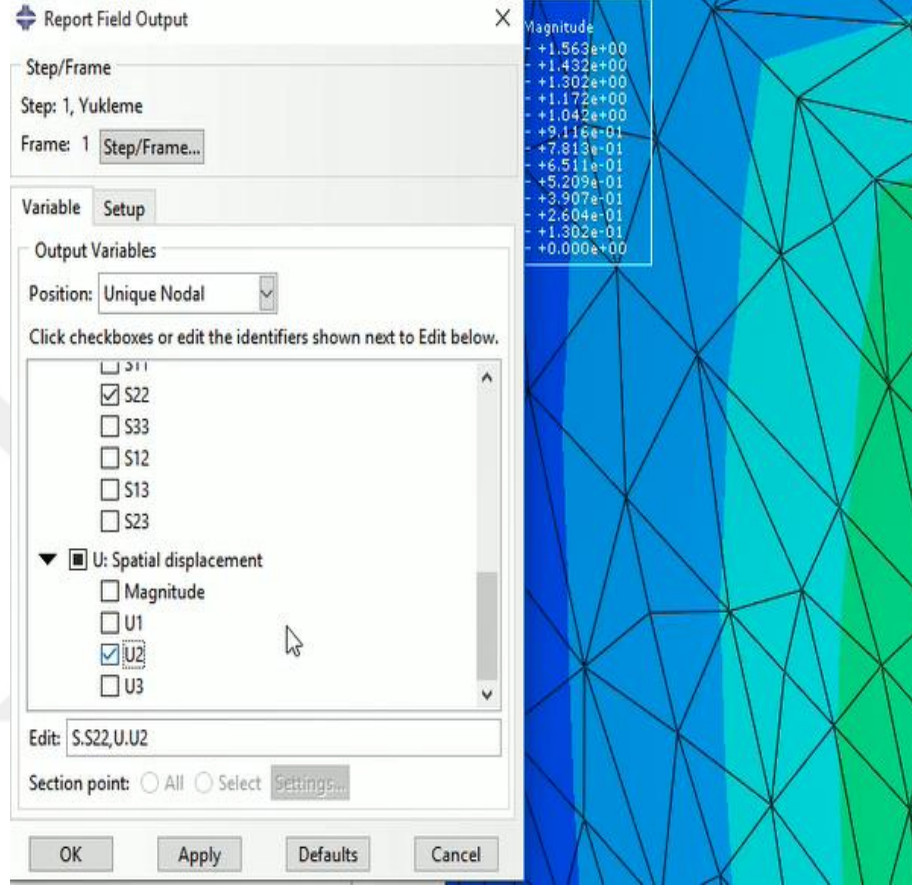 Report Field Output
Step/Frame
Step: 1, Yukleme
Frame: 1 Step/Frame...
Variable Setup
Output Variables
Position: Unique Nodal
Click checkboxes or edit the identifiers shown next to Edit below.
S11
S22
S33
S12
S13
S23
U: Spatial displacement
Magnitude
U1
U2
U3
Edit: S.S22,U.U2
Section point: All Select Settings...
OK Apply Defaults Cancel
Magnitude
+1.563e+00
+1.432e+00
+1.302e+00
+1.172e+00
+1.042e+00
+9.116e-01
+7.813e-01
+6.511e-01
+5.209e-01
+3.907e-01
+2.604e-01
+1.302e-01
+0.000e+00